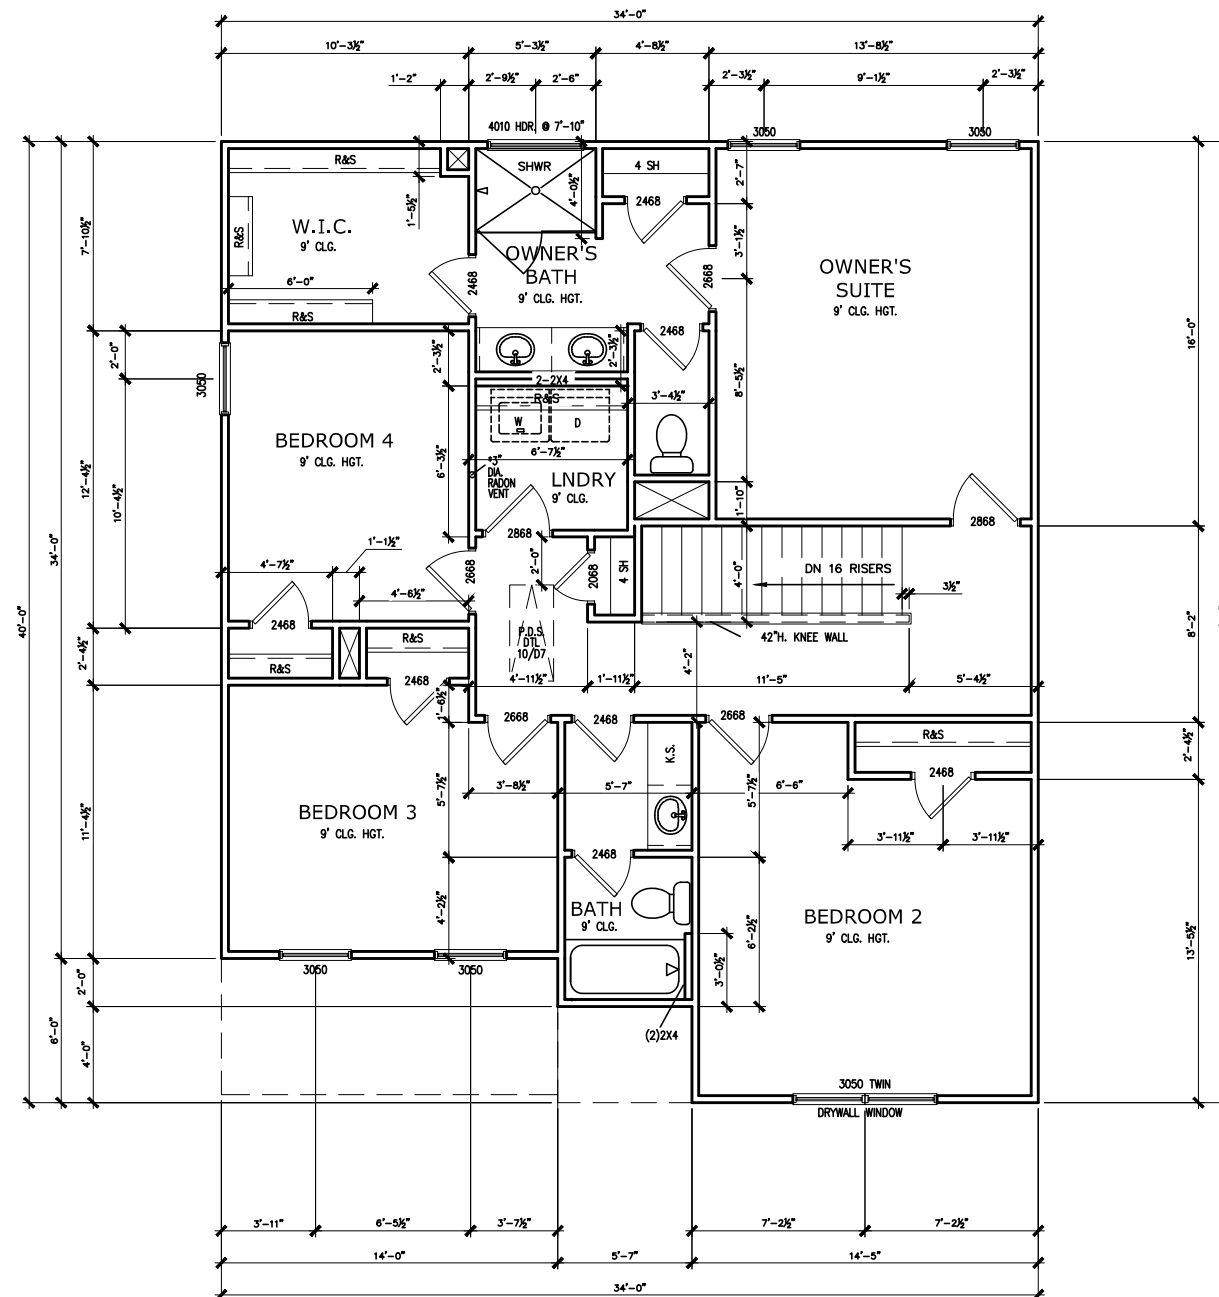 34'-0"
10'-3½" 5'-3½" 4'-8½" 13'-8½"
1'-2" 2'-9½" 2'-6" 2'-3½" 9'-1½" 2'-3½"
4010 HDR. @ 7'-10" 3050 3050
R&S SHWR 4 SH
2'-7"
4'-0½"
1'-5½"
2468
W.I.C.
9' CLG.
R&S
7'-10½"
3'-1½"
OWNER'S
BATH
9' CLG. HGT.
2468
2668
OWNER'S
SUITE
9' CLG. HGT.
6'-0"
R&S
16'-0"
2468
2'-0"
3050
2'-3½"
2'-3½"
2-2X4
R&S
8'-5½"
3'-4½"
W D
BEDROOM 4
9' CLG. HGT.
6'-3½"
6'-7½"
*3"
DIA.
RADON
VENT
LNDRY
9' CLG.
12'-4½"
10'-4½"
1'-10"
2868
2868
34'-0"
40'-0"
1'-1½"
4'-7½"
4'-6½"
2668
2'-0"
2068
4 SH
4'-0"
DN 16 RISERS
3½"
2468
R&S
R&S
P.D.S.
DTL
10/D7
42"H. KNEE WALL
8'-2"
2'-4½"
4'-2"
2468
4'-11½" 1'-11½" 11'-5" 5'-4½"
1'-6½"
2668 2468 2668
K.S.
R&S
2468
2'-4½"
3'-8½" 5'-7" 6'-6"
5'-7½"
5'-7½"
BEDROOM 3
9' CLG. HGT.
11'-4½"
3'-11½" 3'-11½"
2468
4'-2½"
BATH
9' CLG.
BEDROOM 2
9' CLG. HGT.
6'-2½"
3'-0½"
13'-5½"
3050 3050
2'-0"
6'-0"
4'-0"
(2)2X4
3050 TWIN
DRYWALL WINDOW
3'-11" 6'-5½" 3'-7½" 7'-2½" 7'-2½"
14'-0" 5'-7" 14'-5"
34'-0"